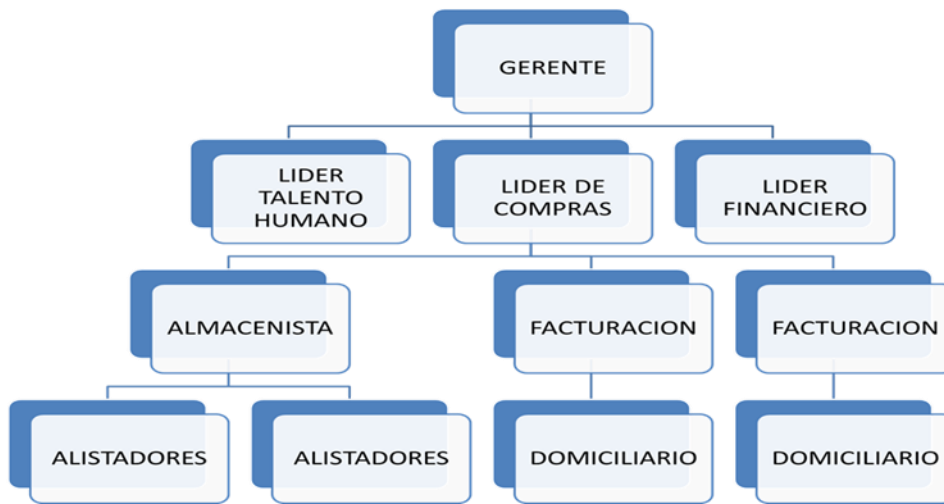 GERENTE
LIDER
TALENTO
HUMANO
LIDER DE
COMPRAS
LIDER
FINANCIERO
ALMACENISTA
FACTURACION
FACTURACION
ALISTADORES
ALISTADORES
DOMICILIARIO
DOMICILIARIO